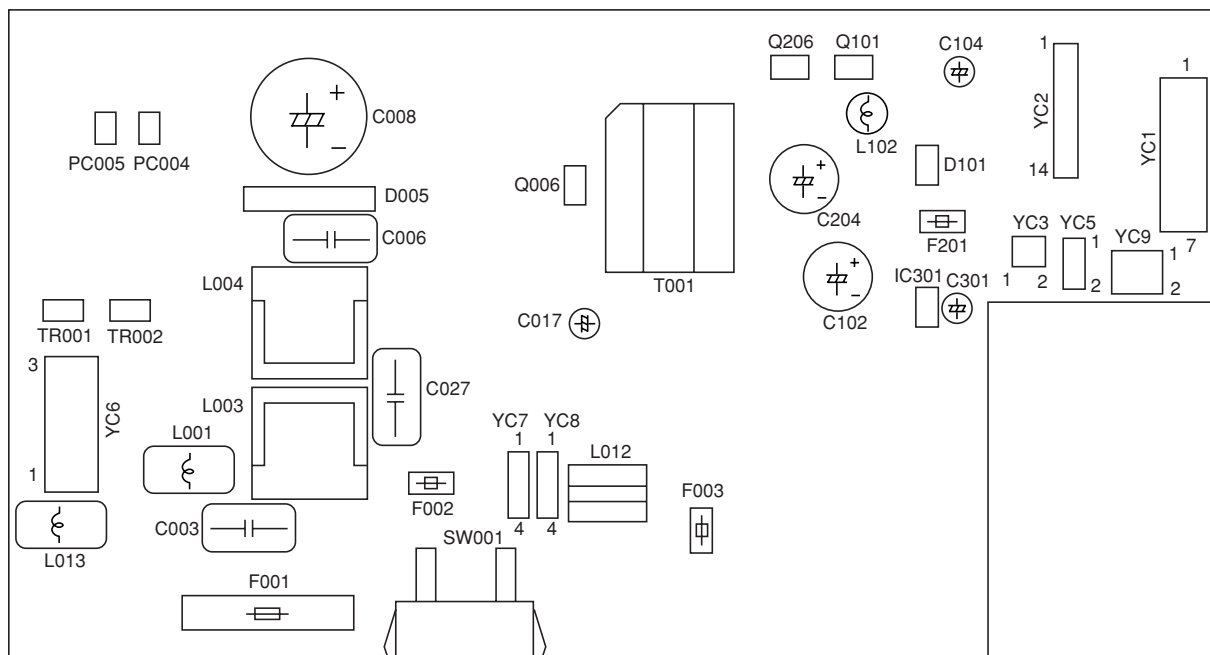 Q206 Q101 C104 1 1
+ C008 YC2 YC1
PC005 PC004 − L102
Q006 + D101 14
D005 − C204
C006 F201 YC3 YC5 1 YC9 1 7
L004 T001 + IC301 C301 1 2 2 2
− C102
C017
TR001 TR002
3 YC6 C027
L003
L001 YC7 YC8
1 1 1 L012
F002 F003
C003 4 4
L013 SW001
F001